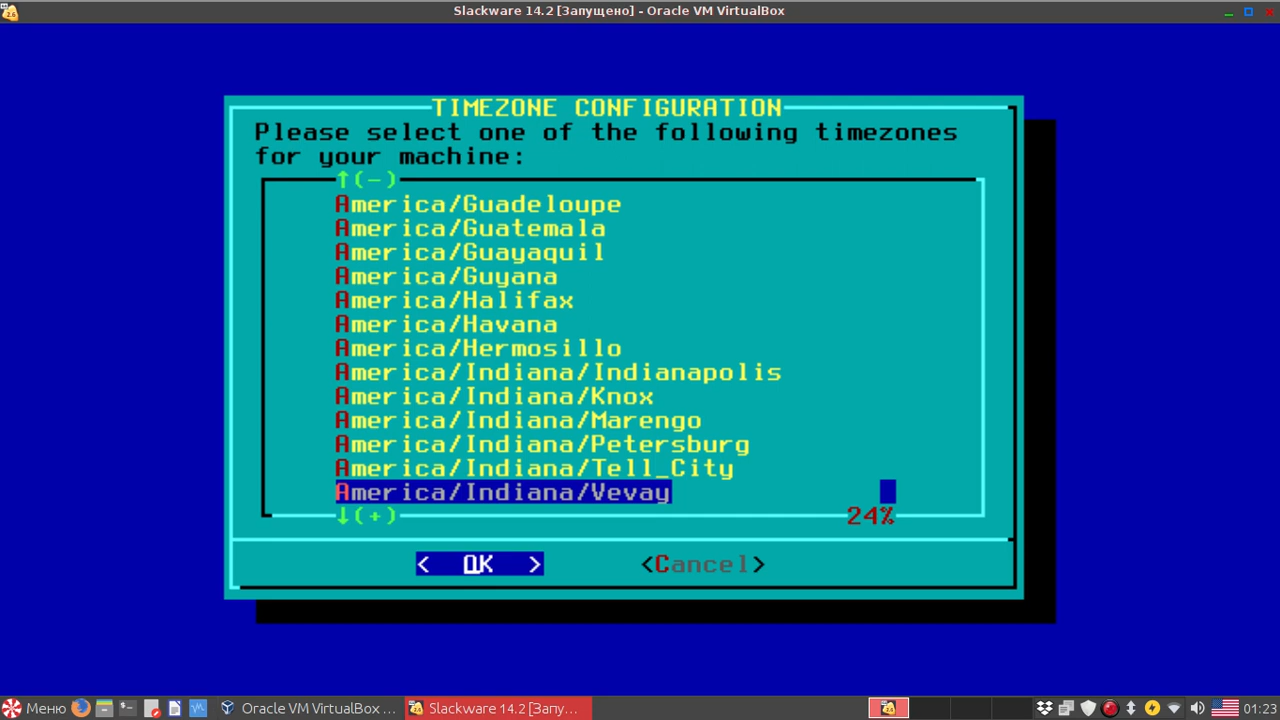 Slackware 14.2 [Запущено] - Oracle VM VirtualBox
TIMEZONE CONFIGURATION
Please select one of the following timezones
for your machine:
↑(-)
America/Guadeloupe
America/Guatemala
America/Guayaquil
America/Guyana
America/Halifax
America/Havana
America/Hermosillo
America/Indiana/Indianapolis
America/Indiana/Knox
America/Indiana/Marengo
America/Indiana/Petersburg
America/Indiana/Tell_City
America/Indiana/Vevay
↓(+) 24%
< OK > <Cancel>
Меню Oracle VM VirtualBox ... Slackware 14.2 [Запу... 01:23